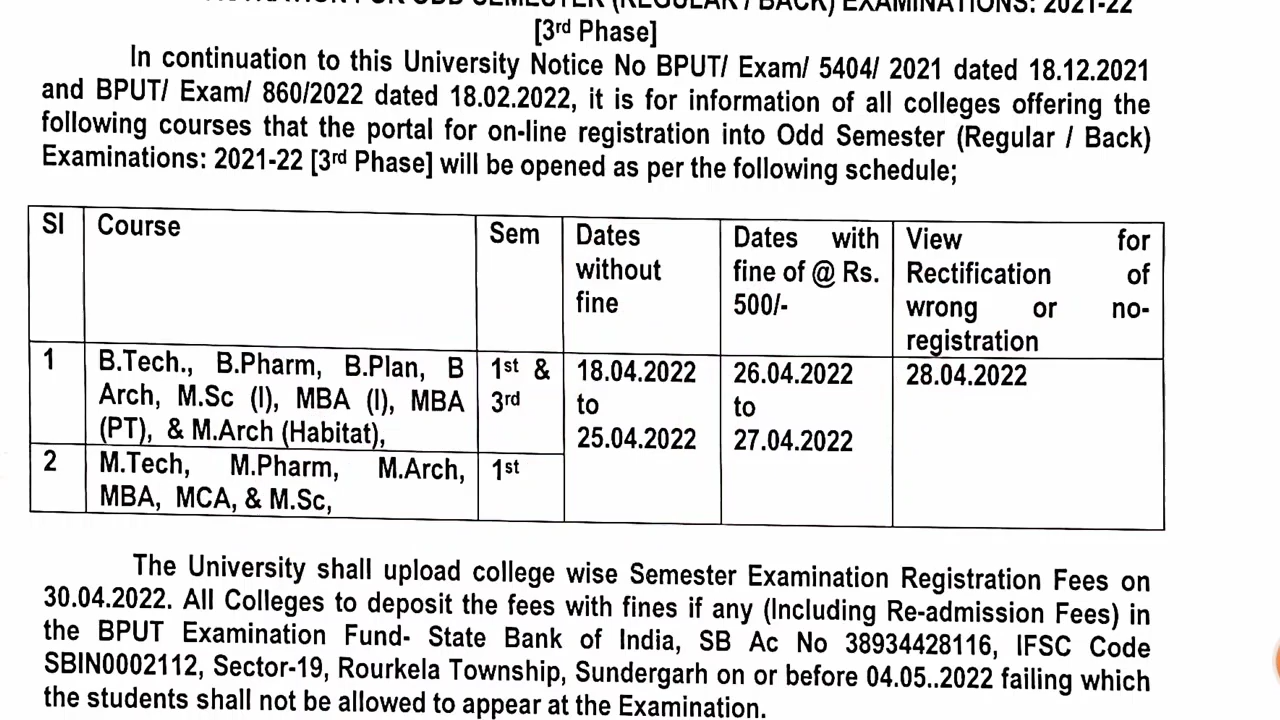 FOR ODD SEMESTER (REGULAR / BACK) EXAMINATIONS: 2021-22
[3rd Phase]
In continuation to this University Notice No BPUT/ Exam/ 5404/ 2021 dated 18.12.2021
and BPUT/ Exam/ 860/2022 dated 18.02.2022, it is for information of all colleges offering the
following courses that the portal for on-line registration into Odd Semester (Regular / Back)
Examinations: 2021-22 [3rd Phase] will be opened as per the following schedule;
Sl Course Sem Dates without fine Dates with fine of @ Rs. 500/- View for Rectification of wrong or no-registration
1 B.Tech., B.Pharm, B.Plan, B Arch, M.Sc (I), MBA (I), MBA (PT), & M.Arch (Habitat), 1st & 3rd 18.04.2022 to 25.04.2022 26.04.2022 to 27.04.2022 28.04.2022
2 M.Tech, M.Pharm, M.Arch, MBA, MCA, & M.Sc, 1st
The University shall upload college wise Semester Examination Registration Fees on
30.04.2022. All Colleges to deposit the fees with fines if any (Including Re-admission Fees) in
the BPUT Examination Fund- State Bank of India, SB Ac No 38934428116, IFSC Code
SBIN0002112, Sector-19, Rourkela Township, Sundergarh on or before 04.05..2022 failing which
the students shall not be allowed to appear at the Examination.